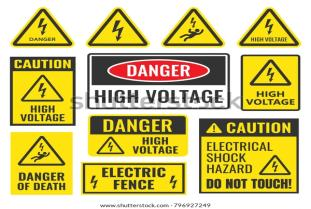 DANGER
HIGH VOLTAGE
CAUTION
HIGH
VOLTAGE
DANGER
HIGH VOLTAGE
HIGH
VOLTAGE
shutterstock
DANGER
OF DEATH
DANGER
HIGH
VOLTAGE
ELECTRIC
FENCE
CAUTION
ELECTRICAL
SHOCK
HAZARD
DO NOT TOUCH!
www.shutterstock.com · 796927249